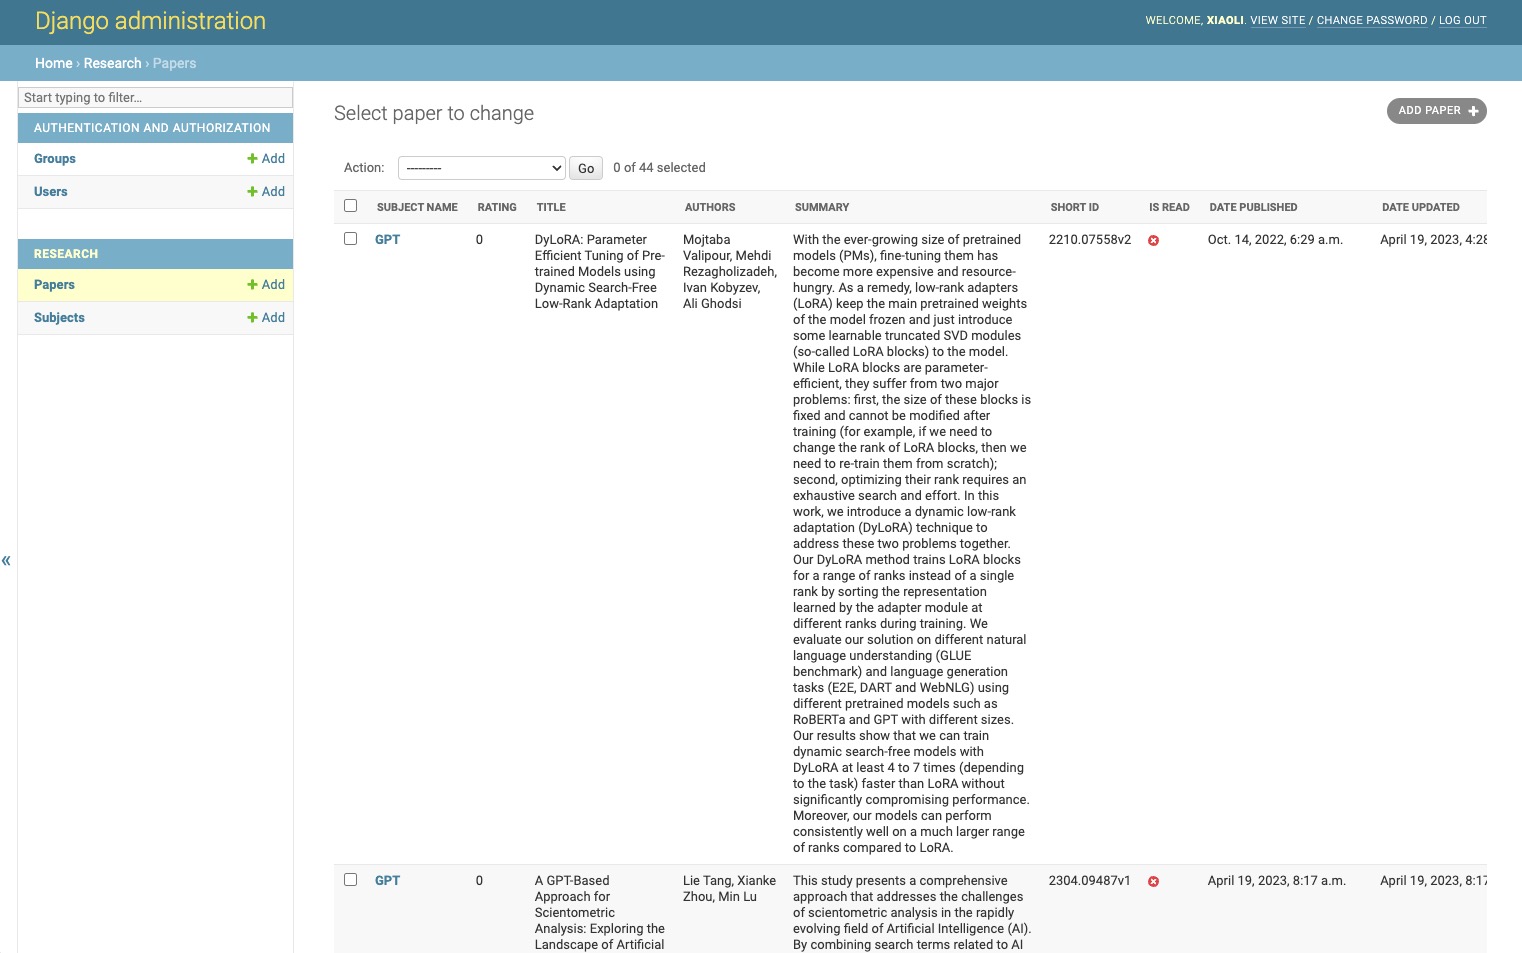 Django administration
WELCOME, XIAOLI. VIEW SITE / CHANGE PASSWORD / LOG OUT
Home › Research › Papers
Start typing to filter…
AUTHENTICATION AND AUTHORIZATION
Groups
Add
Users
Add
RESEARCH
Papers
Add
Subjects
Add
«
Select paper to change
ADD PAPER
Action:
---------
Go
0 of 44 selected
SUBJECT NAME
RATING
TITLE
AUTHORS
SUMMARY
SHORT ID
IS READ
DATE PUBLISHED
DATE UPDATED
GPT
0
DyLoRA: Parameter
Efficient Tuning of Pre-
trained Models using
Dynamic Search-Free
Low-Rank Adaptation
Mojtaba
Valipour, Mehdi
Rezagholizadeh,
Ivan Kobyzev,
Ali Ghodsi
With the ever-growing size of pretrained
models (PMs), fine-tuning them has
become more expensive and resource-
hungry. As a remedy, low-rank adapters
(LoRA) keep the main pretrained weights
of the model frozen and just introduce
some learnable truncated SVD modules
(so-called LoRA blocks) to the model.
While LoRA blocks are parameter-
efficient, they suffer from two major
problems: first, the size of these blocks is
fixed and cannot be modified after
training (for example, if we need to
change the rank of LoRA blocks, then we
need to re-train them from scratch);
second, optimizing their rank requires an
exhaustive search and effort. In this
work, we introduce a dynamic low-rank
adaptation (DyLoRA) technique to
address these two problems together.
Our DyLoRA method trains LoRA blocks
for a range of ranks instead of a single
rank by sorting the representation
learned by the adapter module at
different ranks during training. We
evaluate our solution on different natural
language understanding (GLUE
benchmark) and language generation
tasks (E2E, DART and WebNLG) using
different pretrained models such as
RoBERTa and GPT with different sizes.
Our results show that we can train
dynamic search-free models with
DyLoRA at least 4 to 7 times (depending
to the task) faster than LoRA without
significantly compromising performance.
Moreover, our models can perform
consistently well on a much larger range
of ranks compared to LoRA.
2210.07558v2
Oct. 14, 2022, 6:29 a.m.
April 19, 2023, 4:28
GPT
0
A GPT-Based
Approach for
Scientometric
Analysis: Exploring the
Landscape of Artificial
Lie Tang, Xianke
Zhou, Min Lu
This study presents a comprehensive
approach that addresses the challenges
of scientometric analysis in the rapidly
evolving field of Artificial Intelligence (AI).
By combining search terms related to AI
2304.09487v1
April 19, 2023, 8:17 a.m.
April 19, 2023, 8:17